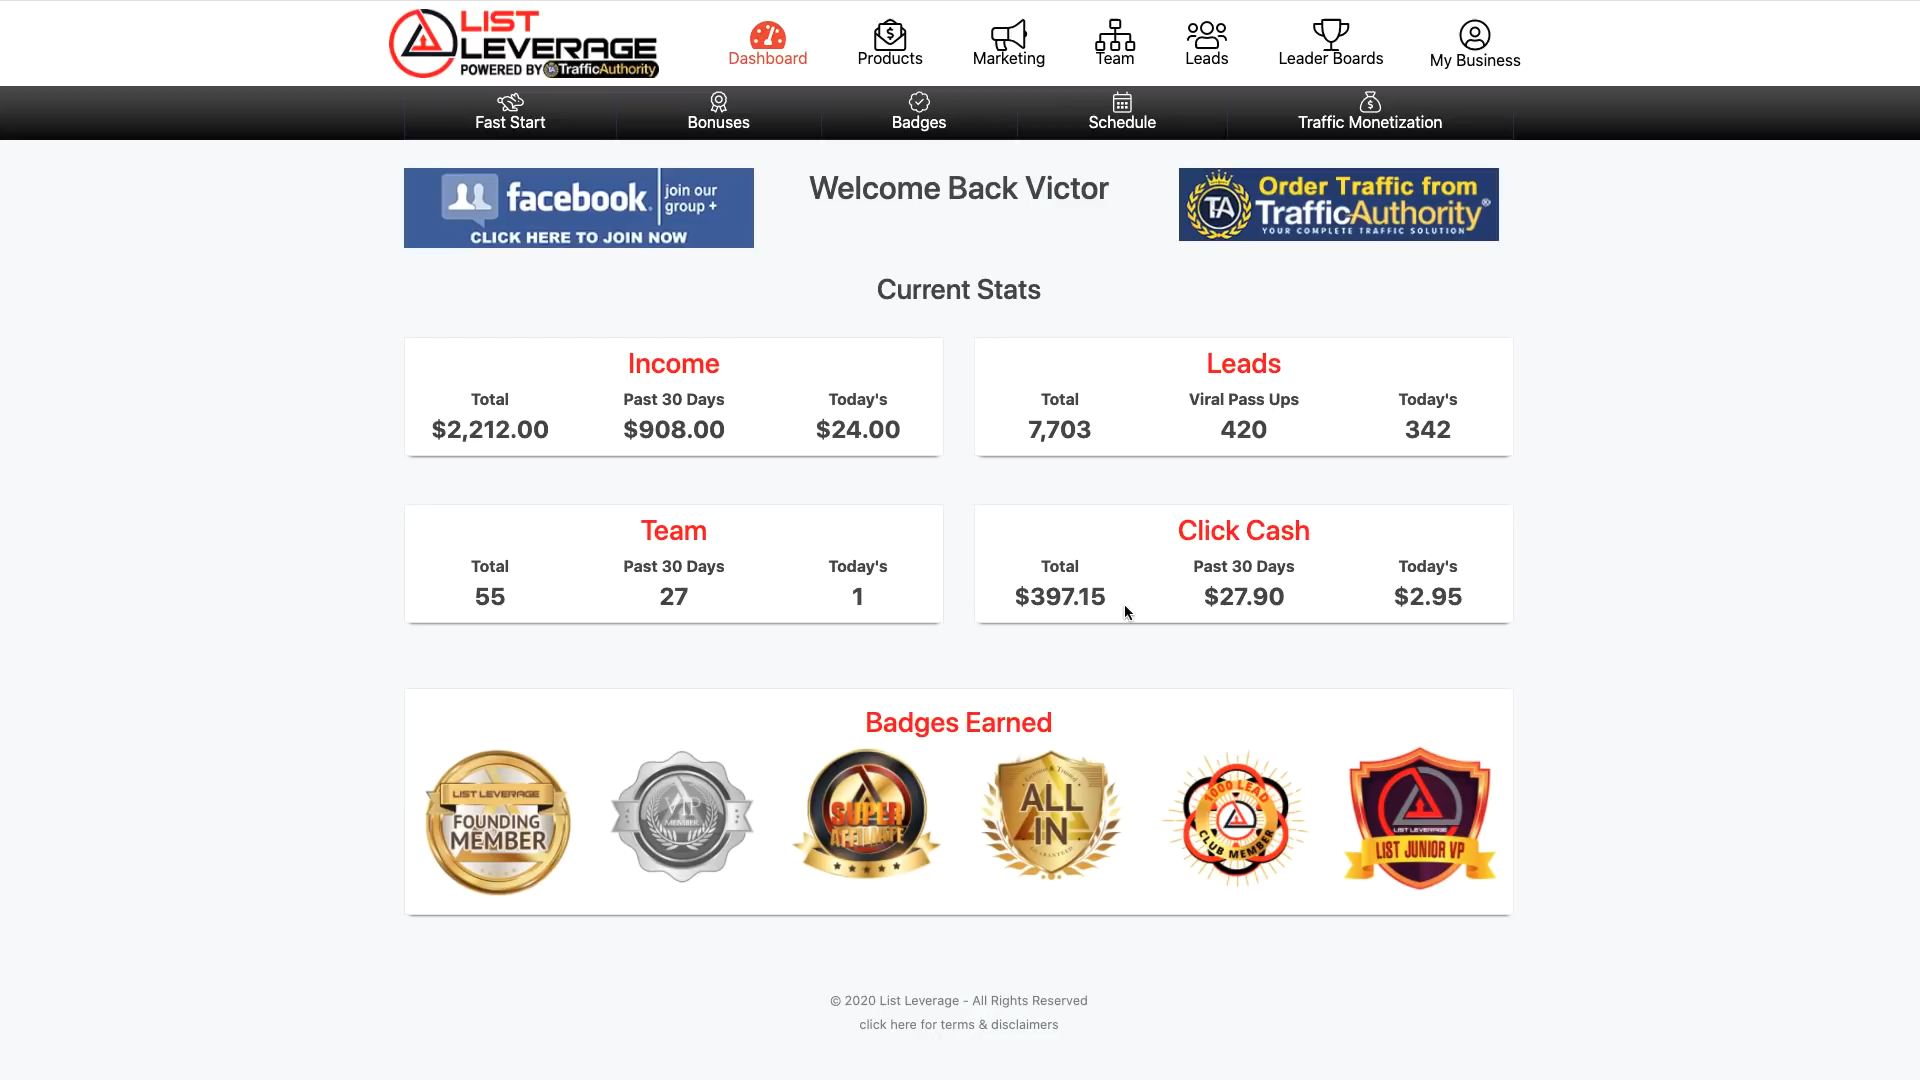 LIST
LEVERAGE
POWERED BY TrafficAuthority
Dashboard
Products
Marketing
Team
Leads
Leader Boards
My Business
Fast Start
Bonuses
Badges
Schedule
Traffic Monetization
facebook. join our
group +
CLICK HERE TO JOIN NOW
Welcome Back Victor
TA
Order Traffic from
TrafficAuthority®
YOUR COMPLETE TRAFFIC SOLUTION
Current Stats
Income
Total Past 30 Days Today's
$2,212.00 $908.00 $24.00
Leads
Total Viral Pass Ups Today's
7,703 420 342
Team
Total Past 30 Days Today's
55 27 1
Click Cash
Total Past 30 Days Today's
$397.15 $27.90 $2.95
Badges Earned
LIST LEVERAGE
FOUNDING
MEMBER
VIP
MEMBER
SUPER
AFFILIATE
ALL
IN
GUARANTEED
1000 LEAD
CLUB MEMBER
LIST LEVERAGE
LIST JUNIOR VP
© 2020 List Leverage - All Rights Reserved
click here for terms & disclaimers